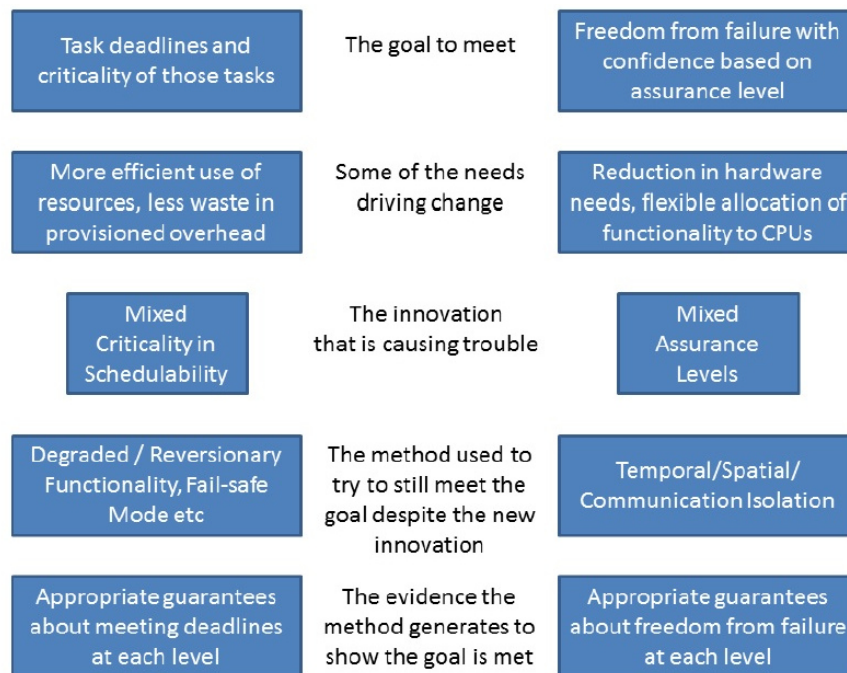 Task deadlines and
criticality of those tasks
The goal to meet
Freedom from failure with
confidence based on
assurance level
More efficient use of
resources, less waste in
provisioned overhead
Some of the needs
driving change
Reduction in hardware
needs, flexible allocation of
functionality to CPUs
Mixed
Criticality in
Schedulability
The innovation
that is causing trouble
Mixed
Assurance
Levels
Degraded / Reversionary
Functionality, Fail-safe
Mode etc
The method used to
try to still meet the
goal despite the new
innovation
Temporal/Spatial/
Communication Isolation
Appropriate guarantees
about meeting deadlines
at each level
The evidence the
method generates to
show the goal is met
Appropriate guarantees
about freedom from failure
at each level